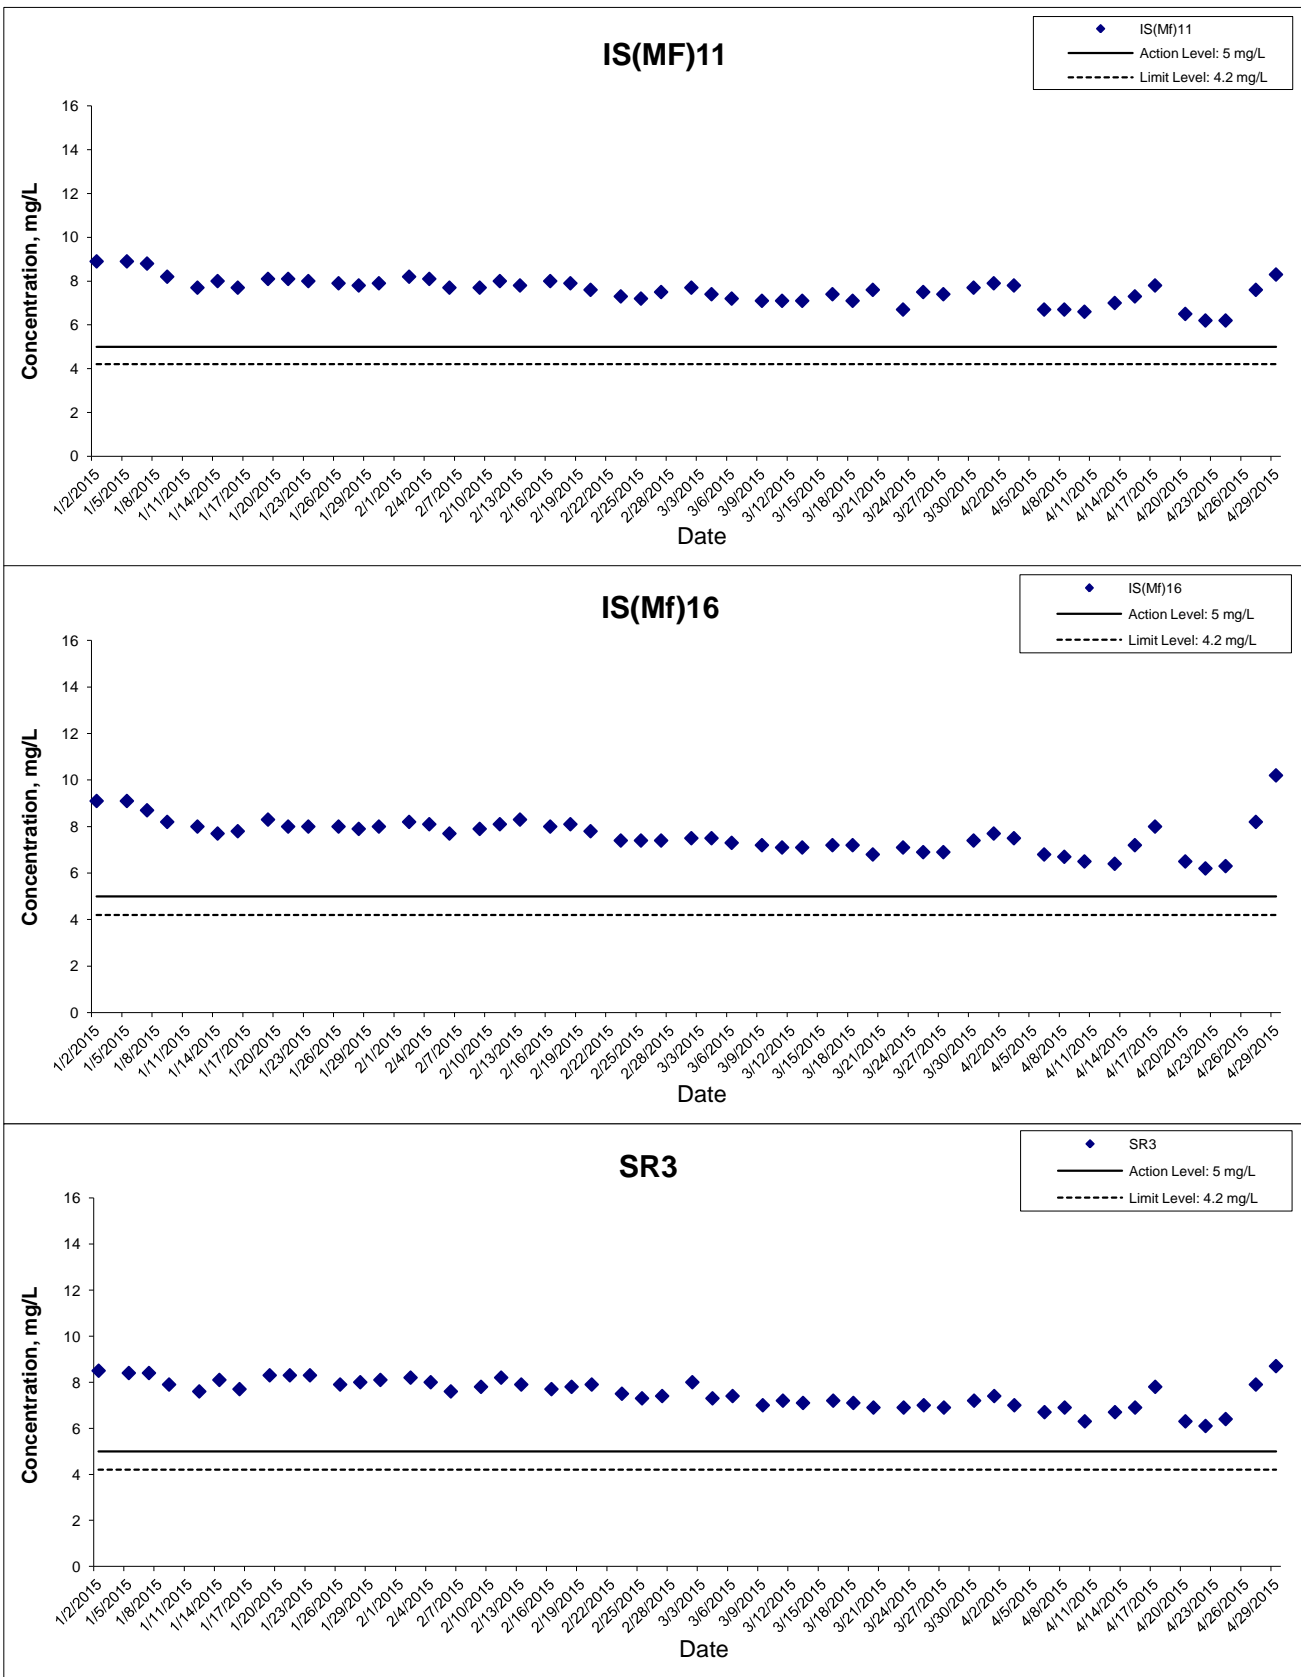 IS(MF)11
IS(Mf)11
Action Level: 5 mg/L
Limit Level: 4.2 mg/L
Concentration, mg/L
16
14
12
10
8
6
4
2
0
1/2/2015 1/5/2015 1/8/2015 1/11/2015 1/14/2015 1/17/2015 1/20/2015 1/23/2015 1/26/2015 1/29/2015 2/1/2015 2/4/2015 2/7/2015 2/10/2015 2/13/2015 2/16/2015 2/19/2015 2/22/2015 2/25/2015 2/28/2015 3/3/2015 3/6/2015 3/9/2015 3/12/2015 3/15/2015 3/18/2015 3/21/2015 3/24/2015 3/27/2015 3/30/2015 4/2/2015 4/5/2015 4/8/2015 4/11/2015 4/14/2015 4/17/2015 4/20/2015 4/23/2015 4/26/2015 4/29/2015
Date
IS(Mf)16
IS(Mf)16
Action Level: 5 mg/L
Limit Level: 4.2 mg/L
Concentration, mg/L
16
14
12
10
8
6
4
2
0
1/2/2015 1/5/2015 1/8/2015 1/11/2015 1/14/2015 1/17/2015 1/20/2015 1/23/2015 1/26/2015 1/29/2015 2/1/2015 2/4/2015 2/7/2015 2/10/2015 2/13/2015 2/16/2015 2/19/2015 2/22/2015 2/25/2015 2/28/2015 3/3/2015 3/6/2015 3/9/2015 3/12/2015 3/15/2015 3/18/2015 3/21/2015 3/24/2015 3/27/2015 3/30/2015 4/2/2015 4/5/2015 4/8/2015 4/11/2015 4/14/2015 4/17/2015 4/20/2015 4/23/2015 4/26/2015 4/29/2015
Date
SR3
SR3
Action Level: 5 mg/L
Limit Level: 4.2 mg/L
Concentration, mg/L
16
14
12
10
8
6
4
2
0
1/2/2015 1/5/2015 1/8/2015 1/11/2015 1/14/2015 1/17/2015 1/20/2015 1/23/2015 1/26/2015 1/29/2015 2/1/2015 2/4/2015 2/7/2015 2/10/2015 2/13/2015 2/16/2015 2/19/2015 2/22/2015 2/25/2015 2/28/2015 3/3/2015 3/6/2015 3/9/2015 3/12/2015 3/15/2015 3/18/2015 3/21/2015 3/24/2015 3/27/2015 3/30/2015 4/2/2015 4/5/2015 4/8/2015 4/11/2015 4/14/2015 4/17/2015 4/20/2015 4/23/2015 4/26/2015 4/29/2015
Date